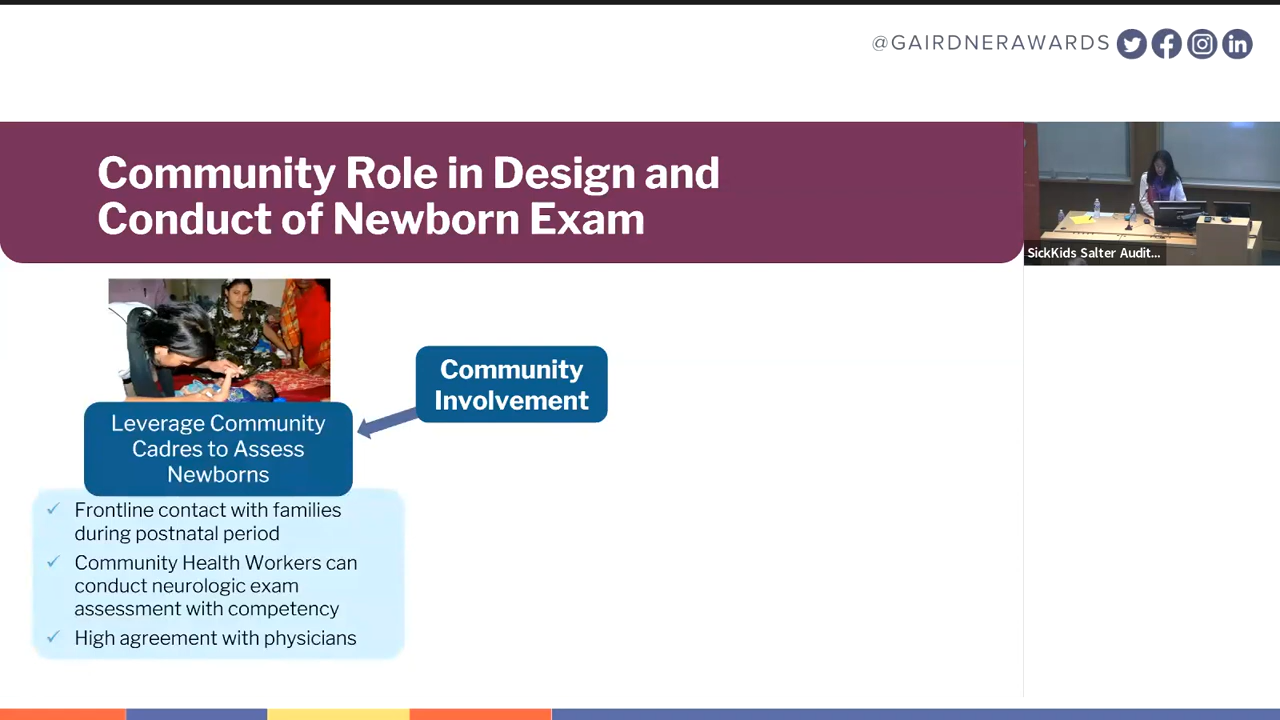 @GAIRDNERAWARDS
Community Role in Design and
Conduct of Newborn Exam
SickKids Salter Audit...
Community
Involvement
Leverage Community
Cadres to Assess
Newborns
✓ Frontline contact with families
during postnatal period
✓ Community Health Workers can
conduct neurologic exam
assessment with competency
✓ High agreement with physicians